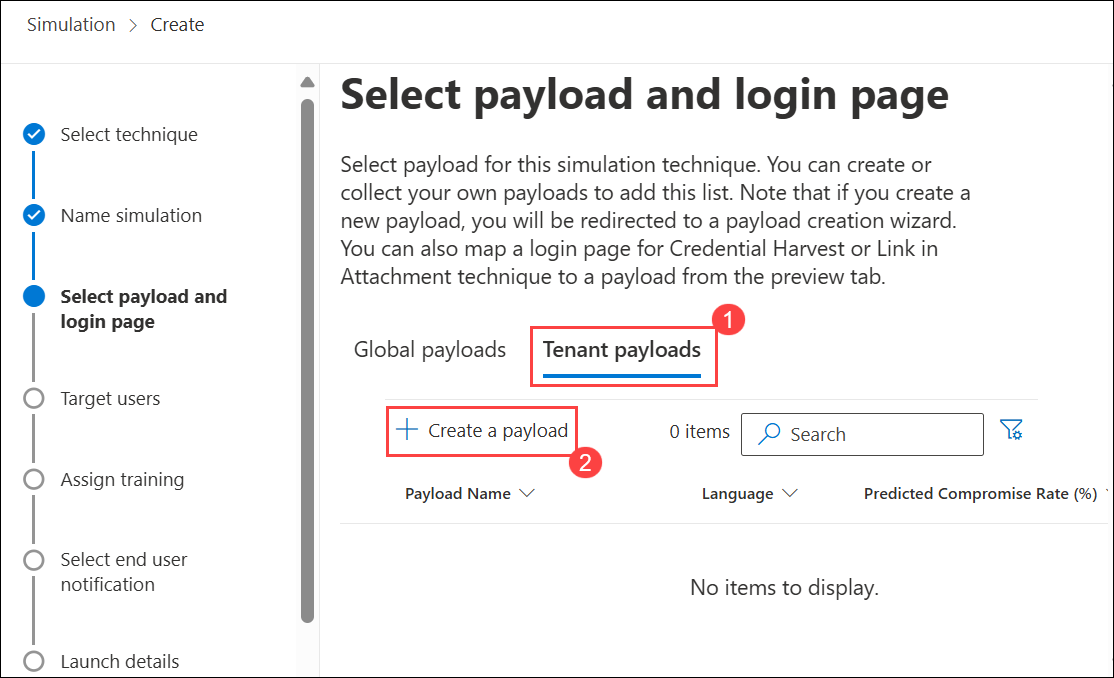 Simulation > Create
Select payload and login page
Select technique
Select payload for this simulation technique. You can create or
collect your own payloads to add this list. Note that if you create a
Name simulation
new payload, you will be redirected to a payload creation wizard.
You can also map a login page for Credential Harvest or Link in
Attachment technique to a payload from the preview tab.
Select payload and
login page
1
Global payloads Tenant payloads
Target users
+ Create a payload 0 items Search
2
Assign training
Payload Name Language Predicted Compromise Rate (%)
Select end user
notification
No items to display.
Launch details